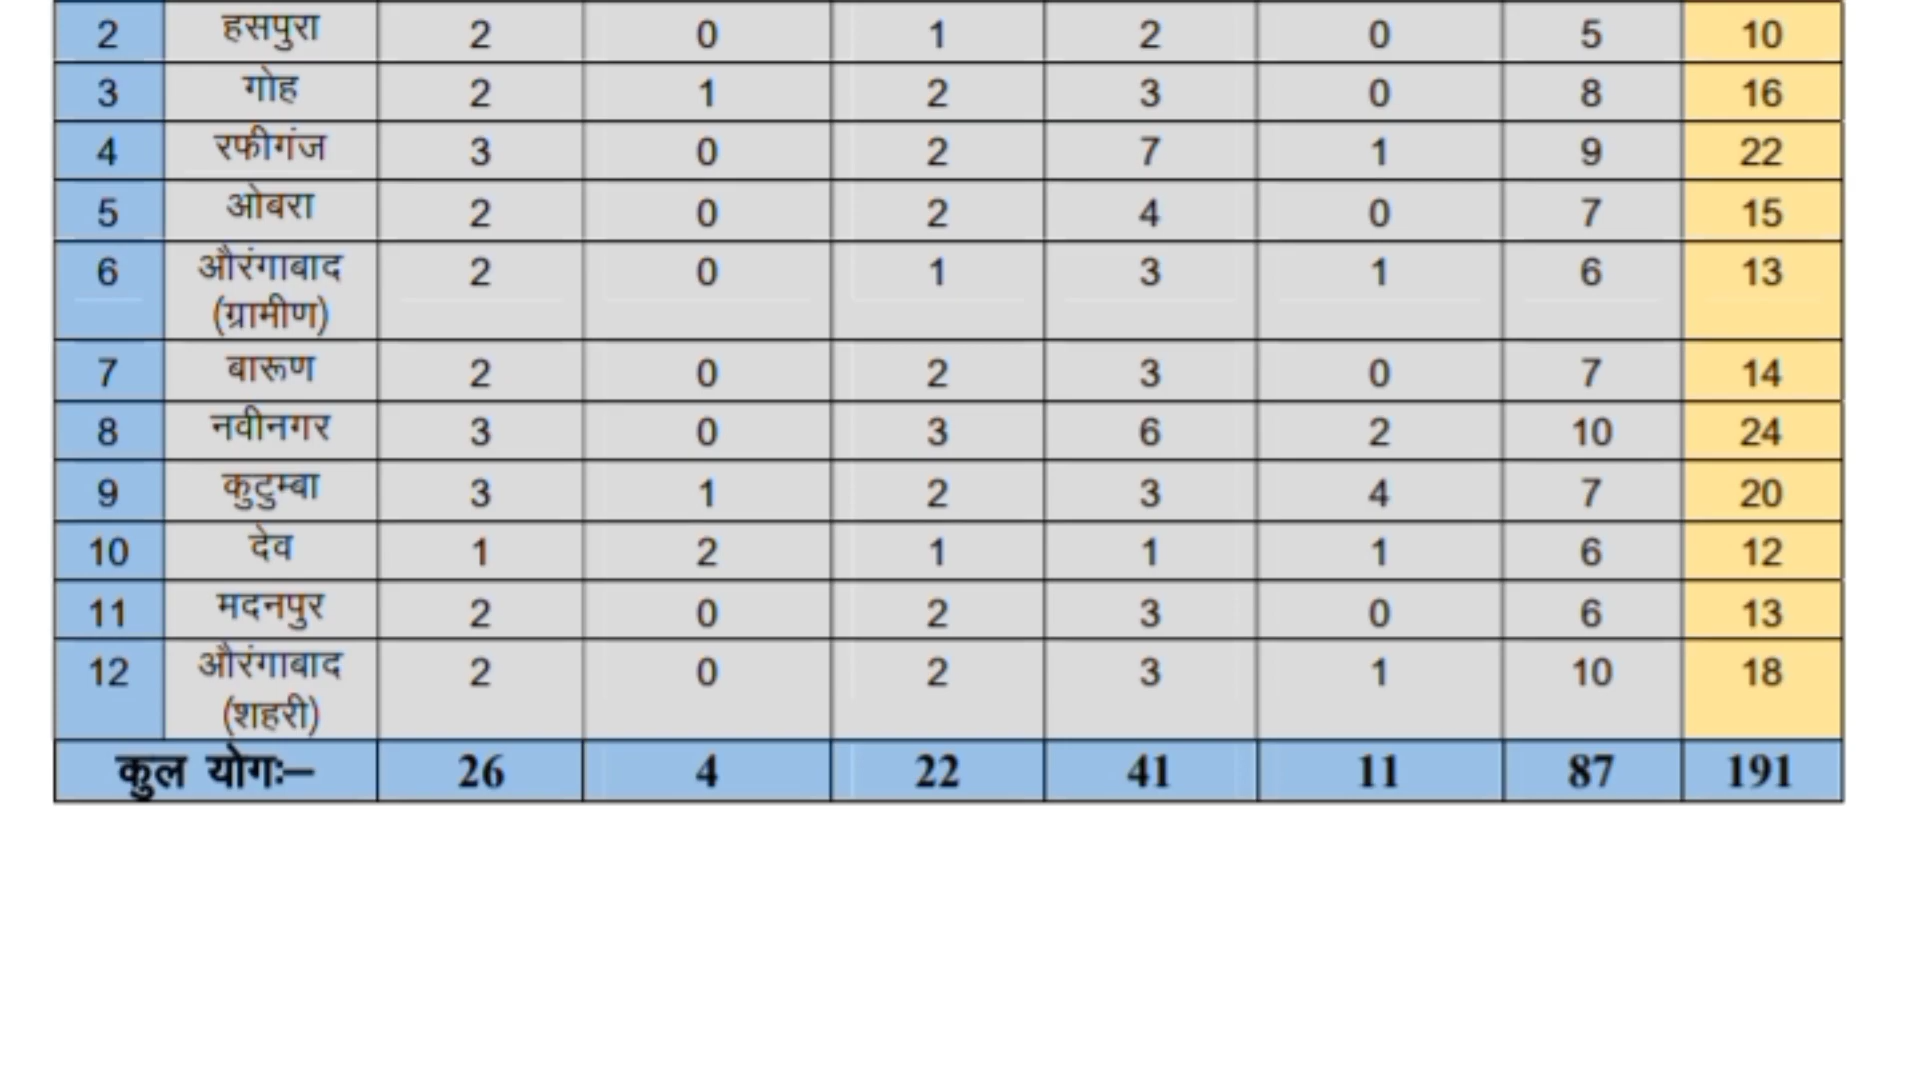 2 हसपुरा 2 0 1 2 0 5 10
3 गोह 2 1 2 3 0 8 16
4 रफीगंज 3 0 2 7 1 9 22
5 ओबरा 2 0 2 4 0 7 15
6 औरंगाबाद 2 0 1 3 1 6 13
(ग्रामीण)
7 बारूण 2 0 2 3 0 7 14
8 नवीनगर 3 0 3 6 2 10 24
9 कुटुम्बा 3 1 2 3 4 7 20
10 देव 1 2 1 1 1 6 12
11 मदनपुर 2 0 2 3 0 6 13
12 औरंगाबाद 2 0 2 3 1 10 18
(शहरी)
कुल योगः– 26 4 22 41 11 87 191